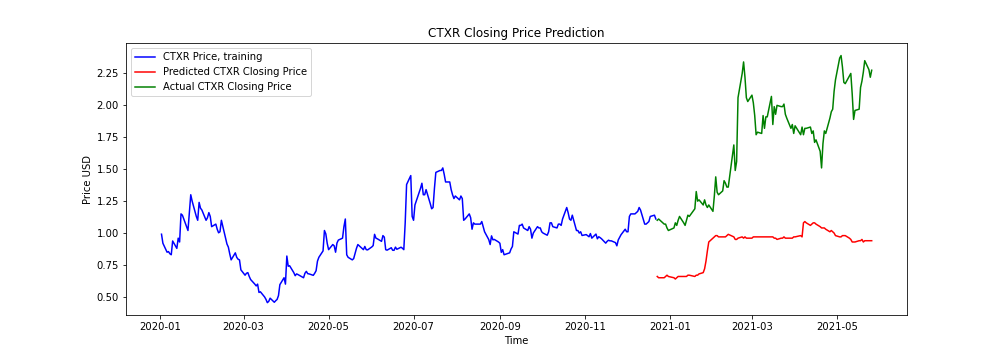 CTXR Closing Price Prediction
CTXR Price, training
Predicted CTXR Closing Price
Actual CTXR Closing Price
Price USD
2.25
2.00
1.75
1.50
1.25
1.00
0.75
0.50
2020-01 2020-03 2020-05 2020-07 2020-09 2020-11 2021-01 2021-03 2021-05
Time